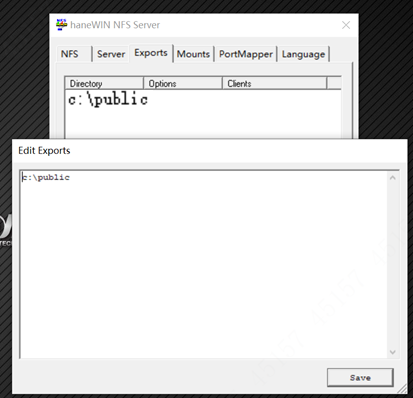 haneWIN NFS Server
NFS Server Exports Mounts PortMapper Language
Directory Options Clients
c:\public
Edit Exports
c:\public
Save